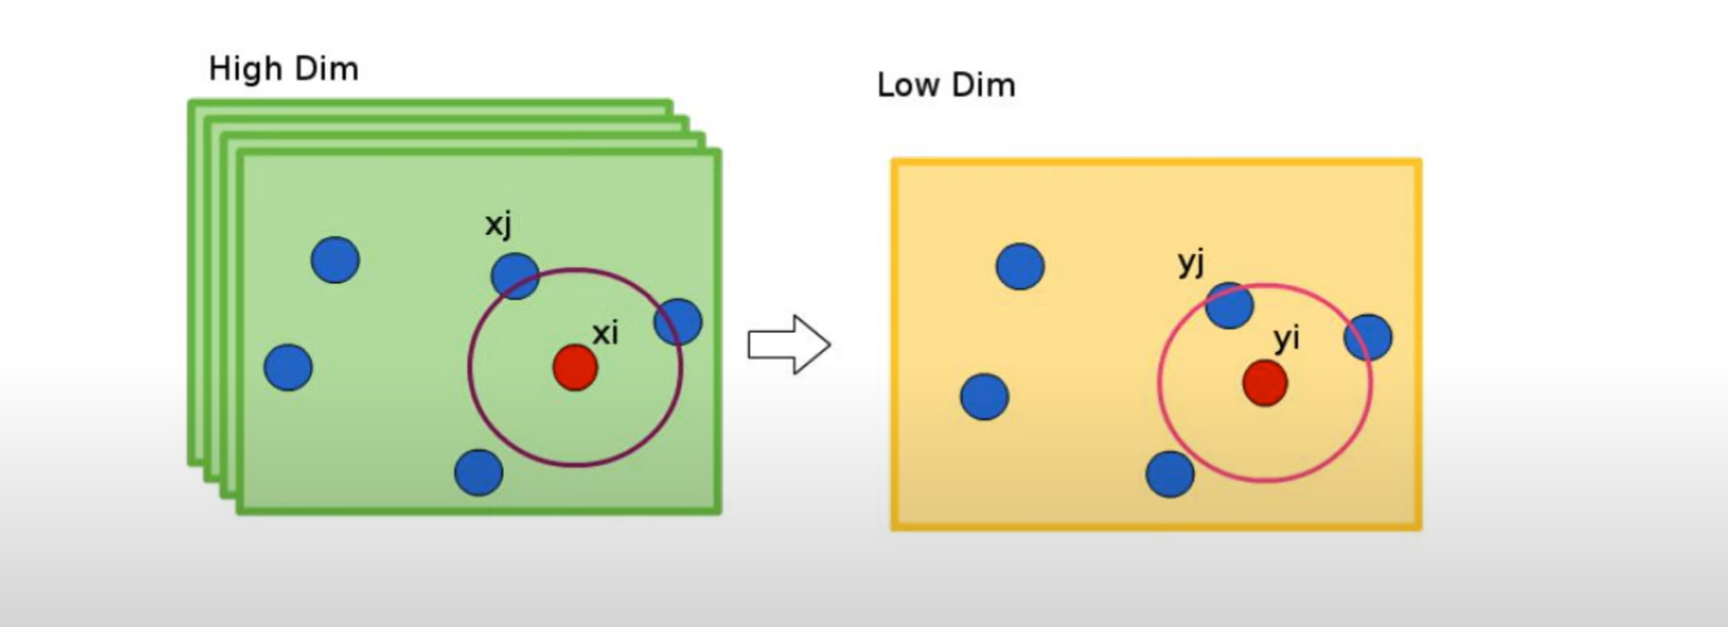 High Dim
Low Dim
xj
xi
yj
yi